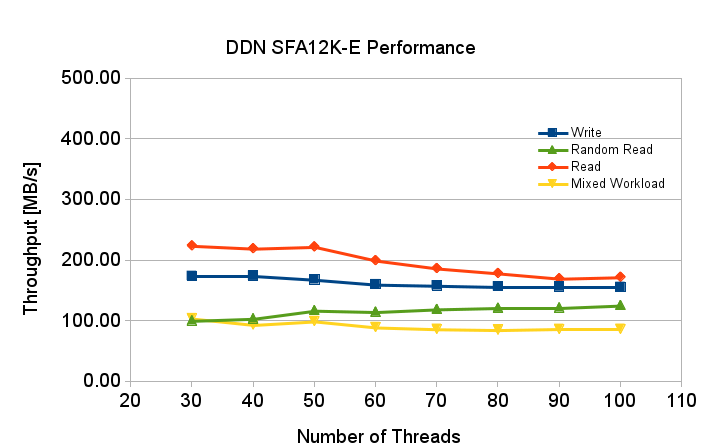 DDN SFA12K-E Performance
500.00
400.00
300.00
200.00
100.00
0.00
Throughput [MB/s]
Write
Random Read
Read
Mixed Workload
20 30 40 50 60 70 80 90 100 110
Number of Threads